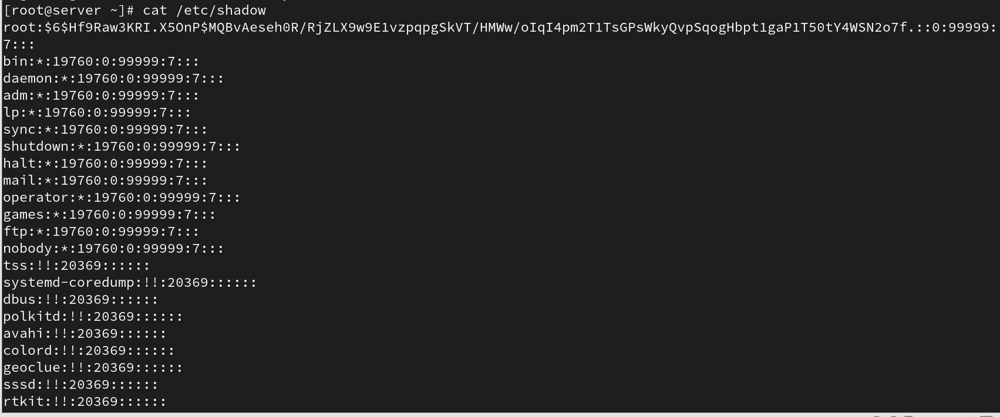 [root@server ~]# cat /etc/shadow
root:$6$Hf9Raw3KRI.X5OnP$MQBvAeseh0R/RjZLX9w9E1vzpqpgSkVT/HMWw/oIqI4pm2T1TsGPsWkyQvpSqogHbpt1gaP1T50tY4WSN2o7f.::0:99999:
7:::
bin:*:19760:0:99999:7:::
daemon:*:19760:0:99999:7:::
adm:*:19760:0:99999:7:::
lp:*:19760:0:99999:7:::
sync:*:19760:0:99999:7:::
shutdown:*:19760:0:99999:7:::
halt:*:19760:0:99999:7:::
mail:*:19760:0:99999:7:::
operator:*:19760:0:99999:7:::
games:*:19760:0:99999:7:::
ftp:*:19760:0:99999:7:::
nobody:*:19760:0:99999:7:::
tss:!!:20369::::::
systemd-coredump:!!:20369::::::
dbus:!!:20369::::::
polkitd:!!:20369::::::
avahi:!!:20369::::::
colord:!!:20369::::::
geoclue:!!:20369::::::
sssd:!!:20369::::::
rtkit:!!:20369::::::